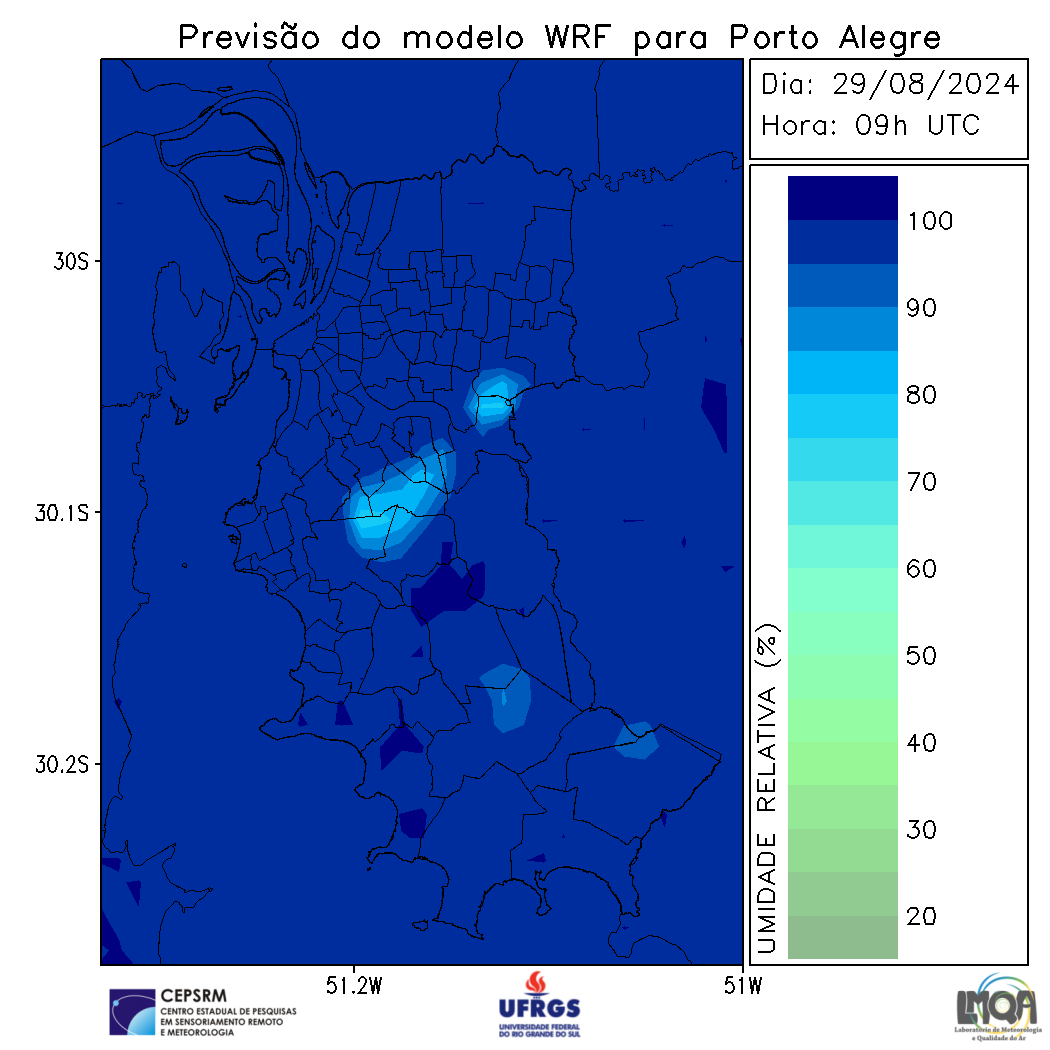 Previsão do modelo WRF para Porto Alegre
Dia: 29/08/2024
Hora: 09h UTC
30S
30.1S
30.2S
51.2W
51W
100
90
80
70
60
50
40
30
20
UMIDADE RELATIVA (%)
CEPSRM
CENTRO ESTADUAL DE PESQUISAS
EM SENSORIAMENTO REMOTO
E METEOROLOGIA
UFRGS
UNIVERSIDADE FEDERAL
DO RIO GRANDE DO SUL
LMQA
Laboratório de Meteorologia
e Qualidade do Ar